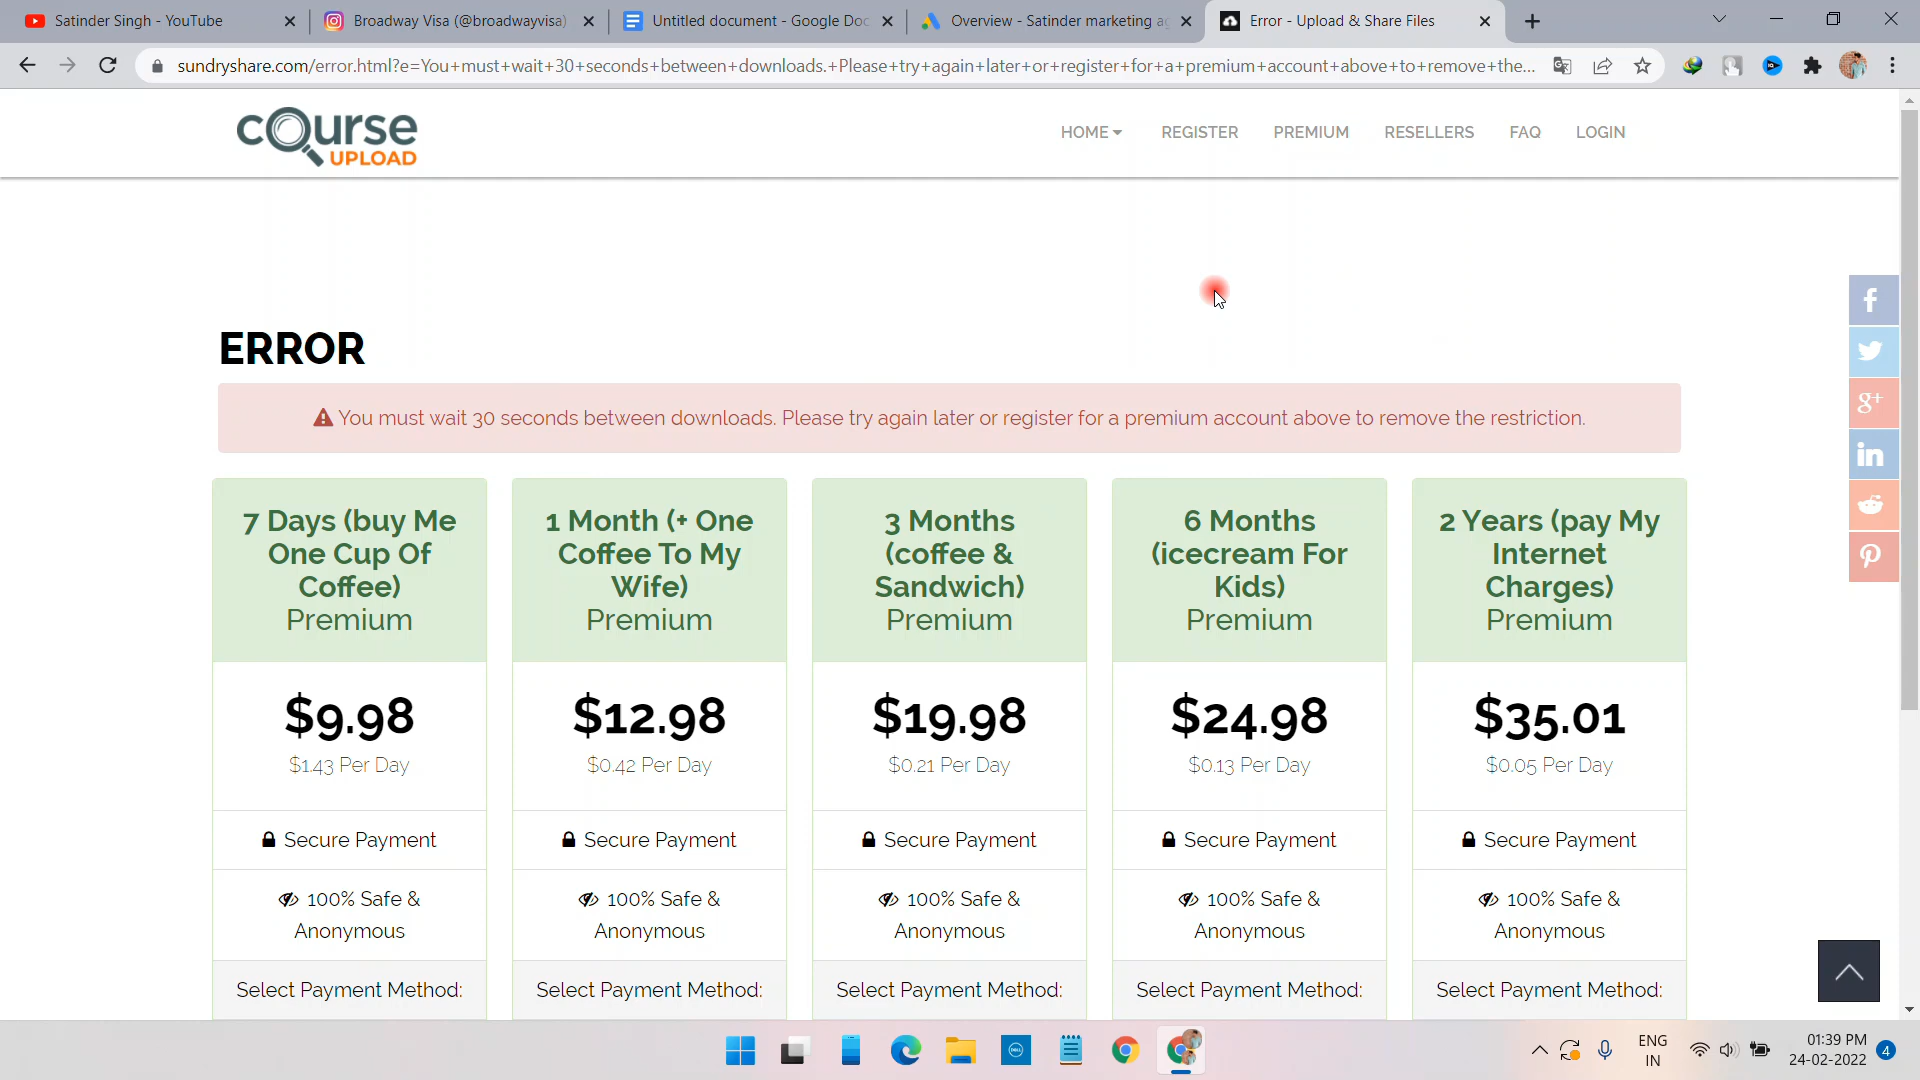 Satinder Singh - YouTube
Broadway Visa (@broadwayvisa)
Untitled document - Google Doc
Overview - Satinder marketing ag
Error - Upload & Share Files
sundryshare.com/error.html?e=You+must+wait+30+seconds+between+downloads.+Please+try+again+later+or+register+for+a+premium+account+above+to+remove+the...
cOurse
UPLOAD
HOME
REGISTER
PREMIUM
RESELLERS
FAQ
LOGIN
ERROR
You must wait 30 seconds between downloads. Please try again later or register for a premium account above to remove the restriction.
7 Days (buy Me
One Cup Of
Coffee)
Premium
$9.98
$1.43 Per Day
Secure Payment
100% Safe &
Anonymous
Select Payment Method:
1 Month (+ One
Coffee To My
Wife)
Premium
$12.98
$0.42 Per Day
Secure Payment
100% Safe &
Anonymous
Select Payment Method:
3 Months
(coffee &
Sandwich)
Premium
$19.98
$0.21 Per Day
Secure Payment
100% Safe &
Anonymous
Select Payment Method:
6 Months
(icecream For
Kids)
Premium
$24.98
$0.13 Per Day
Secure Payment
100% Safe &
Anonymous
Select Payment Method:
2 Years (pay My
Internet
Charges)
Premium
$35.01
$0.05 Per Day
Secure Payment
100% Safe &
Anonymous
Select Payment Method:
f
g+
in
DELL
ENG
IN
01:39 PM
24-02-2022
4